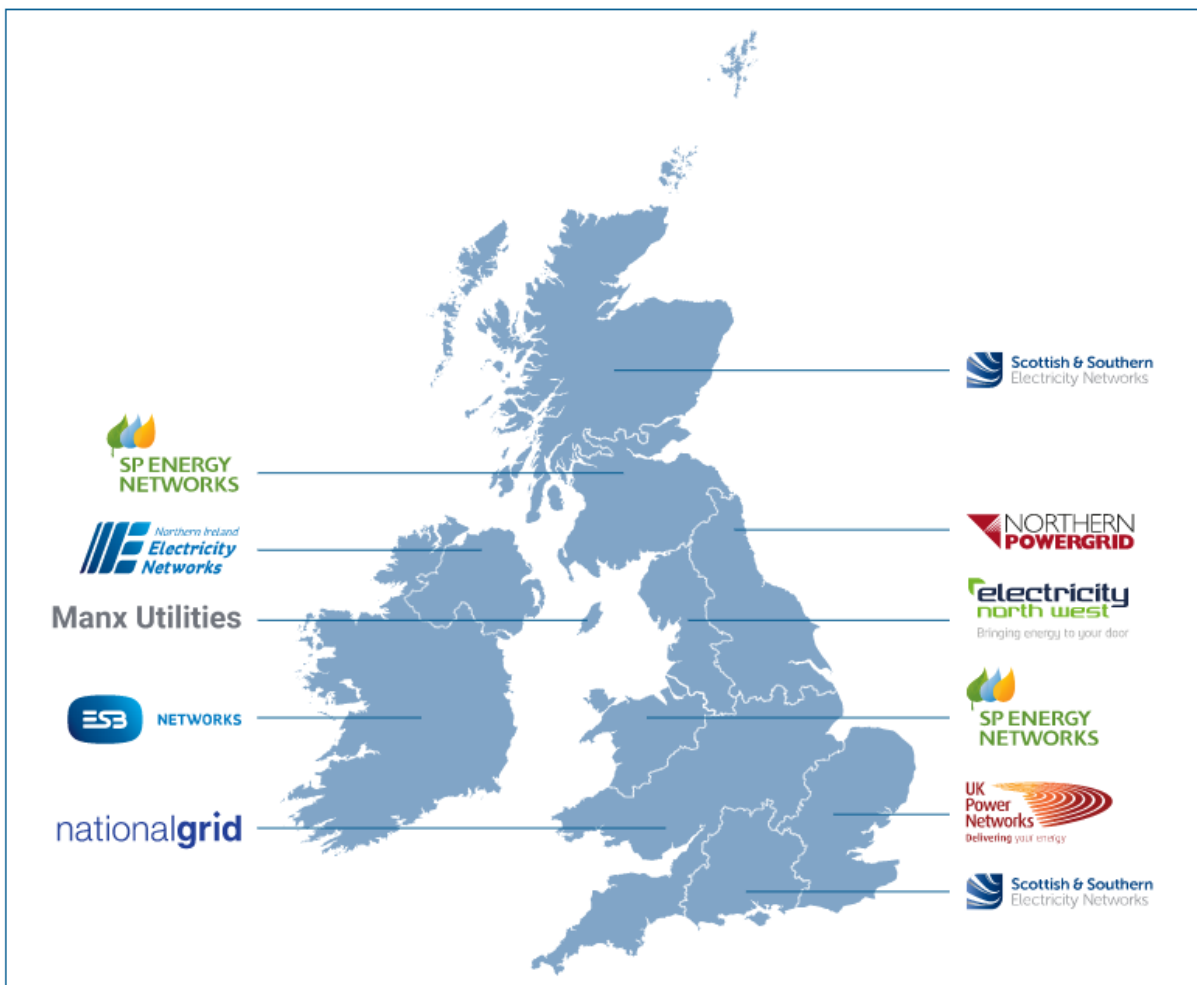 Scottish & Southern
Electricity Networks
SP ENERGY
NETWORKS
NORTHERN
POWERGRID
Northern Ireland
Electricity
Networks
electricity
north west
Bringing energy to your door
Manx Utilities
SP ENERGY
NETWORKS
ESB NETWORKS
UK
Power
Networks
Delivering your energy
nationalgrid
Scottish & Southern
Electricity Networks